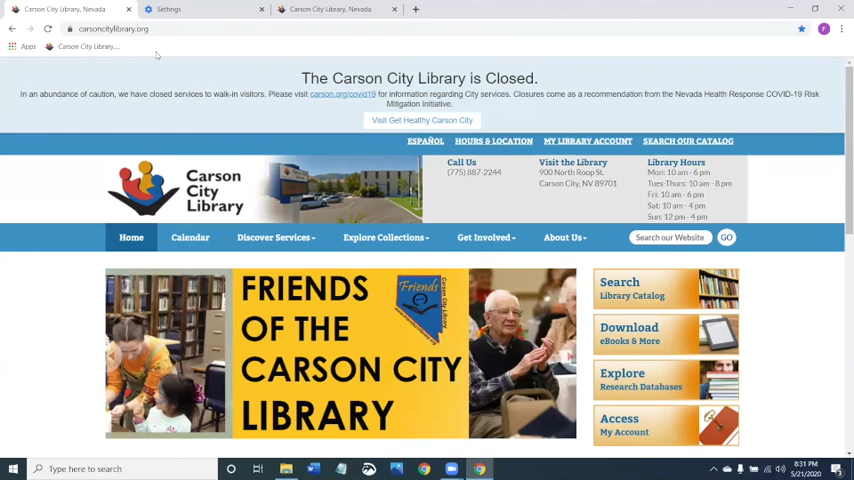 Carson City Library, Nevada
Settings
Carson City Library, Nevada
carsoncitylibrary.org
F
Apps
Carson City Library,...
The Carson City Library is Closed.
In an abundance of caution, we have closed services to walk-in visitors. Please visit carson.org/covid19 for information regarding City services. Closures come as a recommendation from the Nevada Health Response COVID-19 Risk
Mitigation Initiative.
Visit Get Healthy Carson City
ESPAÑOL HOURS & LOCATION MY LIBRARY ACCOUNT SEARCH OUR CATALOG
Carson
City
Library
Call Us
(775) 887-2244
Visit the Library
900 North Roop St.
Carson City, NV 89701
Library Hours
Mon: 10 am - 6 pm
Tues-Thurs: 10 am - 8 pm
Fri: 10 am - 6 pm
Sat: 10 am - 4 pm
Sun: 12 pm - 4 pm
Home Calendar Discover Services Explore Collections Get Involved About Us Search our Website GO
FRIENDS
OF THE
CARSON CITY
LIBRARY
Friends
Search
Library Catalog
Download
eBooks & More
Explore
Research Databases
Access
My Account
Type here to search
8:31 PM
5/21/2020